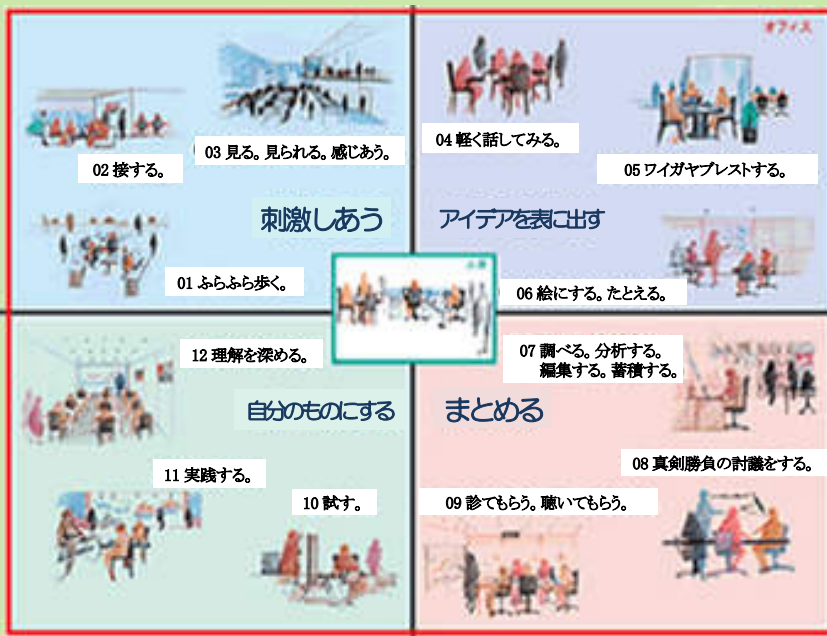 オフィス
02 接する。
03 見る。見られる。感じあう。
04 軽く話してみる。
05 ワイガヤブレストする。
刺激しあう
アイデアを表に出す
01 ふらふら歩く。
06 絵にする。たとえる。
12 理解を深める。
07 調べる。分析する。
編集する。蓄積する。
自分のものにする
まとめる
11 実践する。
08 真剣勝負の討議をする。
10 試す。
09 診てもらう。聴いてもらう。